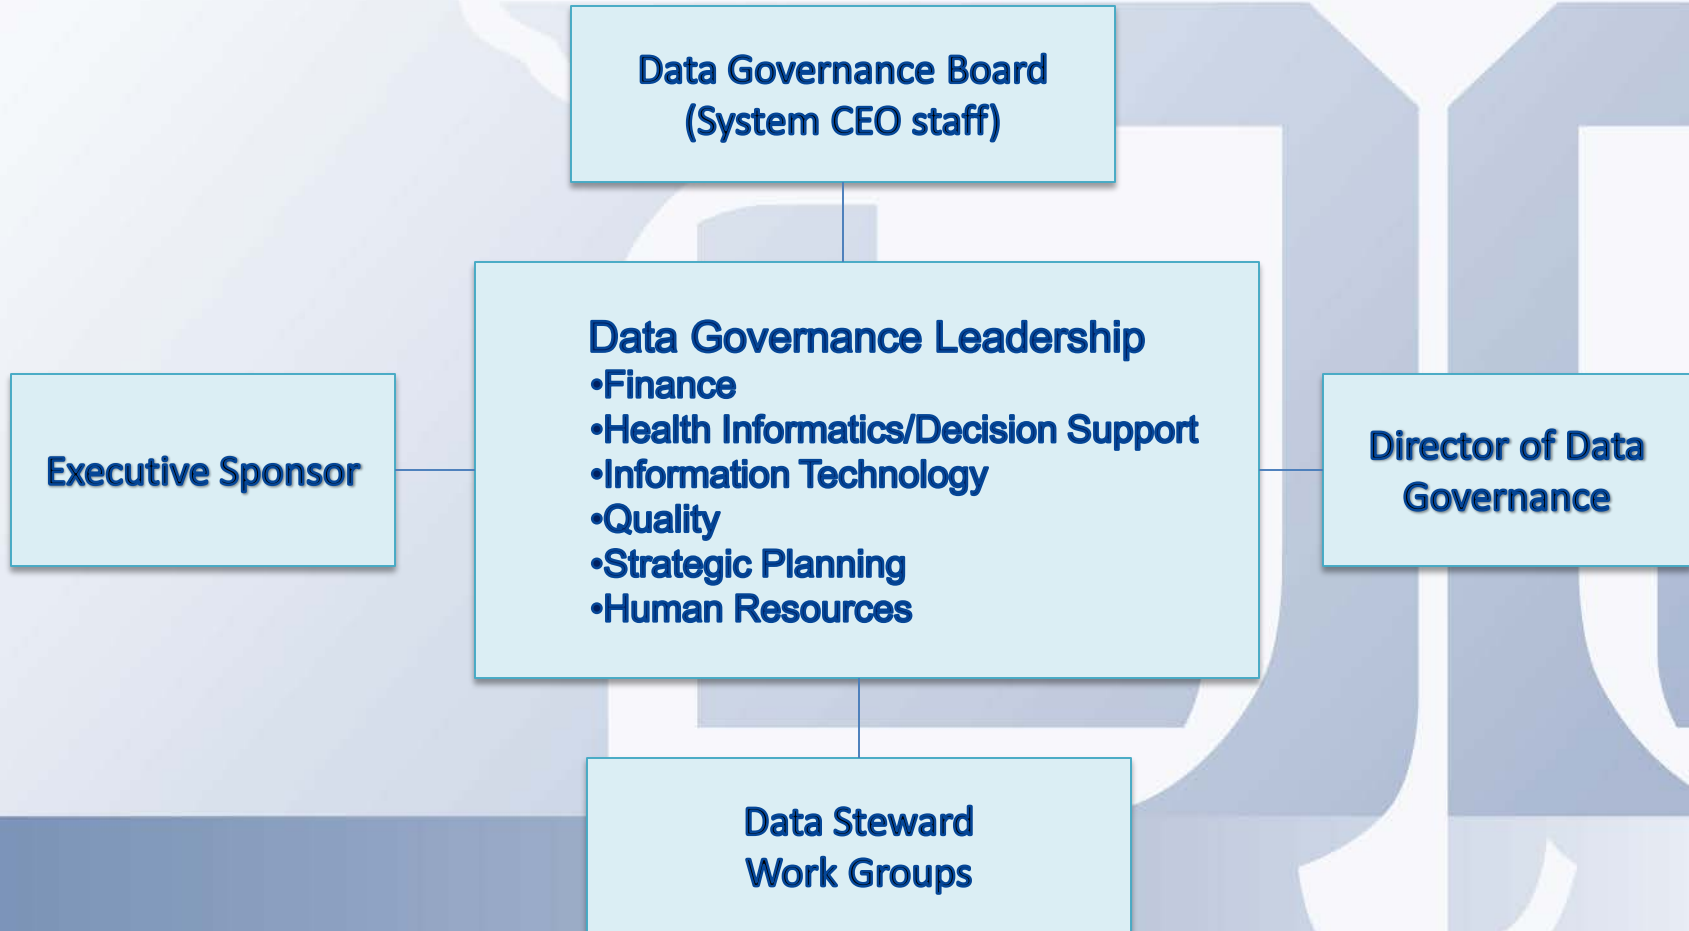 Data Governance Board
(System CEO staff)
Data Governance Leadership
•Finance
•Health Informatics/Decision Support
•Information Technology
•Quality
•Strategic Planning
•Human Resources
Executive Sponsor
Director of Data
Governance
Data Steward
Work Groups